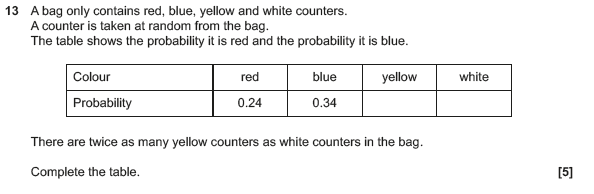 13 A bag only contains red, blue, yellow and white counters.
A counter is taken at random from the bag.
The table shows the probability it is red and the probability it is blue.
Colour red blue yellow white
Probability 0.24 0.34
There are twice as many yellow counters as white counters in the bag.
Complete the table. [5]